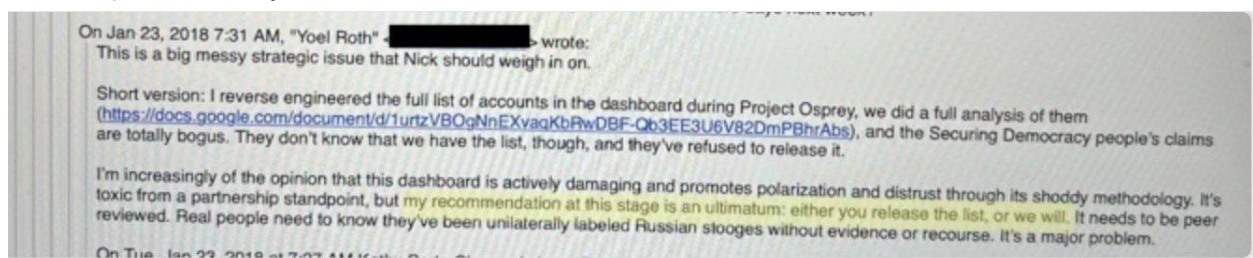 On Jan 23, 2018 7:31 AM, "Yoel Roth" < > wrote:
This is a big messy strategic issue that Nick should weigh in on.
Short version: I reverse engineered the full list of accounts in the dashboard during Project Osprey, we did a full analysis of them
(https://docs.google.com/document/d/1urtzVBOgNnEXvaqKbRwDBF-Qb3EE3U6V82DmPBhrAbs), and the Securing Democracy people's claims
are totally bogus. They don't know that we have the list, though, and they've refused to release it.
I'm increasingly of the opinion that this dashboard is actively damaging and promotes polarization and distrust through its shoddy methodology. It's
toxic from a partnership standpoint, but my recommendation at this stage is an ultimatum: either you release the list, or we will. It needs to be peer
reviewed. Real people need to know they've been unilaterally labeled Russian stooges without evidence or recourse. It's a major problem.